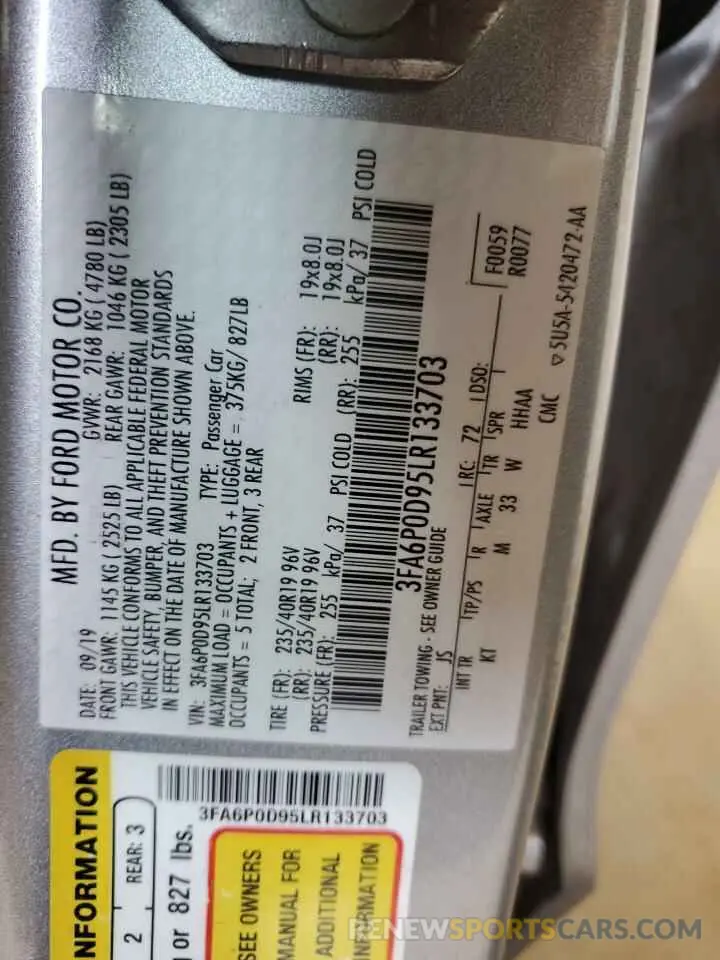 MFD. BY FORD MOTOR CO.
DATE: 09/19 GVWR: 2168 KG ( 4780 LB)
FRONT GAWR: 1145 KG ( 2525 LB) REAR GAWR: 1046 KG ( 2305 LB)
THIS VEHICLE CONFORMS TO ALL APPLICABLE FEDERAL MOTOR
VEHICLE SAFETY, BUMPER, AND THEFT PREVENTION STANDARDS
IN EFFECT ON THE DATE OF MANUFACTURE SHOWN ABOVE.
VIN: 3FA6P0D95LR133703 TYPE: Passenger Car
MAXIMUM LOAD = OCCUPANTS + LUGGAGE = 375KG/ 827LB
OCCUPANTS = 5 TOTAL; 2 FRONT, 3 REAR
TIRE (FR): 235/40R19 96V RIMS (FR): 19x8.0J
(RR): 235/40R19 96V (RR): 19x8.0J
PRESSURE (FR): 255 kPa/ 37 PSI COLD (RR): 255 kPa/ 37 PSI COLD
3FA6P0D95LR133703
TRAILER TOWING - SEE OWNER GUIDE
EXT PNT: JS RC: 72 DSO: F0059
R0077
INT TR TP/PS R AXLE TR SPR
KT M 33 W HHAA
CMC ▽5U5A-5420472-AA
NFORMATION
2 REAR: 3
or 827 lbs.
3FA6P0D95LR133703
SEE OWNERS
MANUAL FOR
ADDITIONAL
INFORMATION
RENEWSPORTSCARS.COM